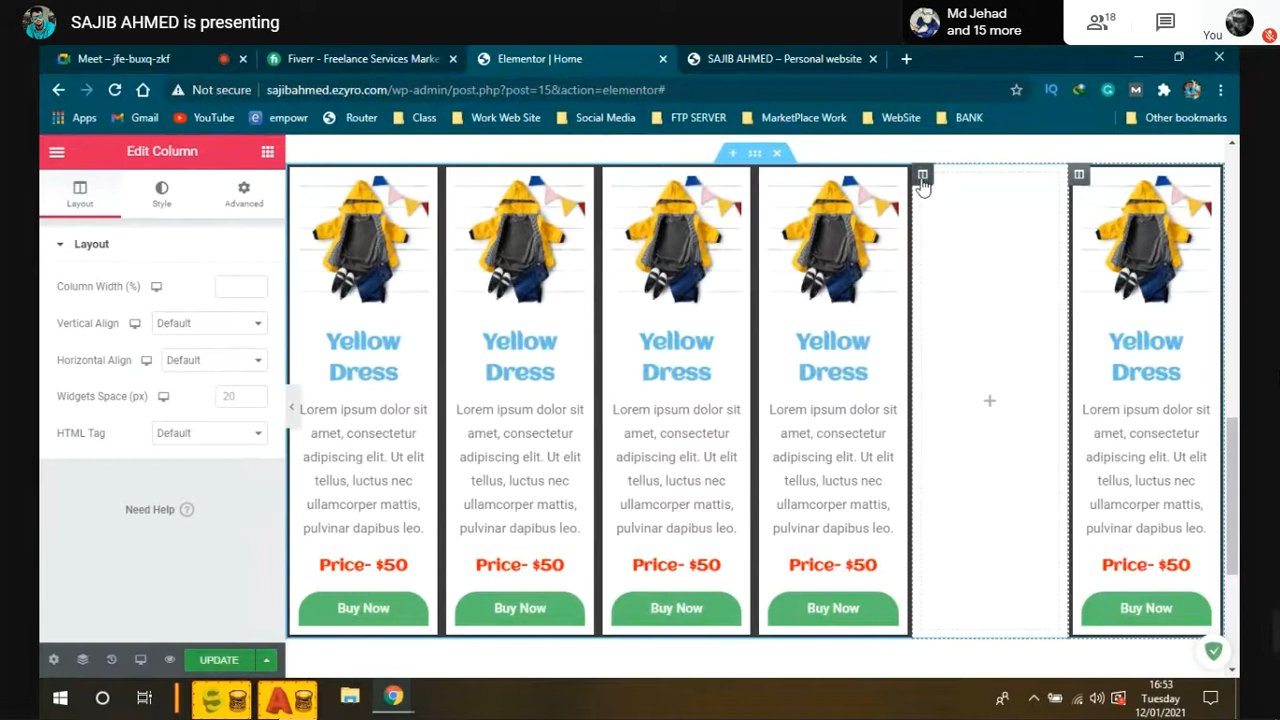 SAJIB AHMED is presenting
Md Jehad
and 15 more
18
You
Meet – jfe-buxq-zkf
Fiverr - Freelance Services Marke
Elementor | Home
SAJIB AHMED – Personal website
Not secure
sajibahmed.ezyro.com/wp-admin/post.php?post=15&action=elementor#
Apps
Gmail
YouTube
empowr
Router
Class
Work Web Site
Social Media
FTP SERVER
MarketPlace Work
WebSite
BANK
Other bookmarks
Edit Column
Layout
Style
Advanced
Layout
Column Width (%)
Vertical Align
Default
Horizontal Align
Default
Widgets Space (px)
20
HTML Tag
Default
Need Help
UPDATE
Yellow
Dress
Lorem ipsum dolor sit
amet, consectetur
adipiscing elit. Ut elit
tellus, luctus nec
ullamcorper mattis,
pulvinar dapibus leo.
Price- $50
Buy Now
Yellow
Dress
Lorem ipsum dolor sit
amet, consectetur
adipiscing elit. Ut elit
tellus, luctus nec
ullamcorper mattis,
pulvinar dapibus leo.
Price- $50
Buy Now
Yellow
Dress
Lorem ipsum dolor sit
amet, consectetur
adipiscing elit. Ut elit
tellus, luctus nec
ullamcorper mattis,
pulvinar dapibus leo.
Price- $50
Buy Now
Yellow
Dress
Lorem ipsum dolor sit
amet, consectetur
adipiscing elit. Ut elit
tellus, luctus nec
ullamcorper mattis,
pulvinar dapibus leo.
Price- $50
Buy Now
Yellow
Dress
Lorem ipsum dolor sit
amet, consectetur
adipiscing elit. Ut elit
tellus, luctus nec
ullamcorper mattis,
pulvinar dapibus leo.
Price- $50
Buy Now
16:53
Tuesday
12/01/2021